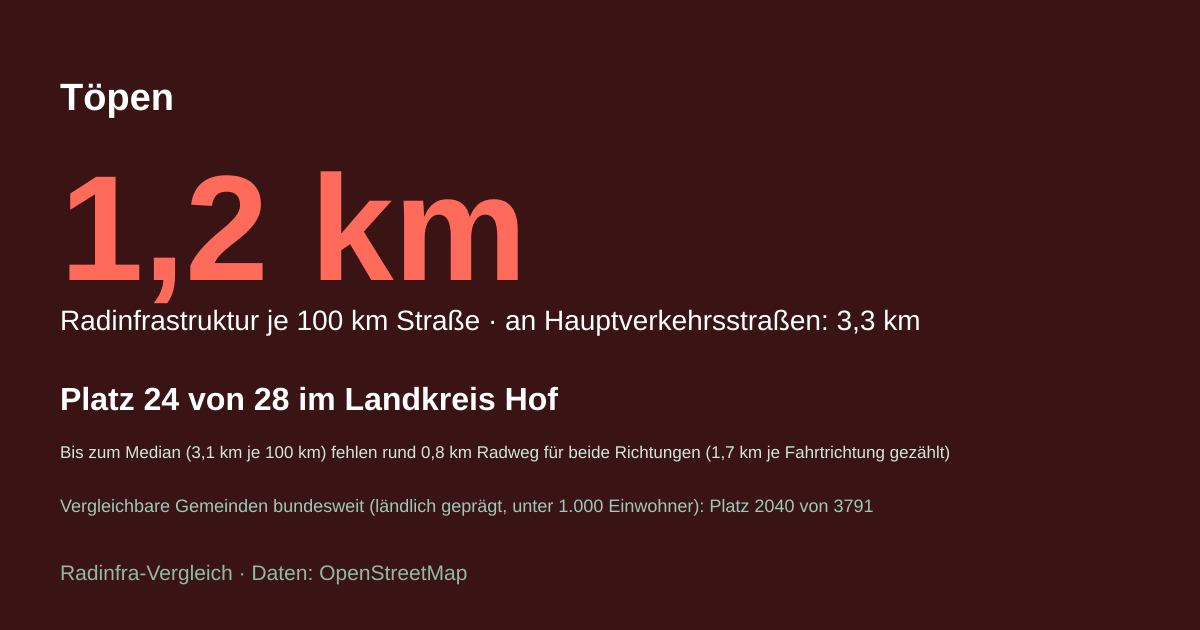 Töpen
1,2 km
Radinfrastruktur je 100 km Straße · an Hauptverkehrsstraßen: 3,3 km
Platz 24 von 28 im Landkreis Hof
Bis zum Median (3,1 km je 100 km) fehlen rund 0,8 km Radweg für beide Richtungen (1,7 km je Fahrtrichtung gezählt)
Vergleichbare Gemeinden bundesweit (ländlich geprägt, unter 1.000 Einwohner): Platz 2040 von 3791
Radinfra-Vergleich · Daten: OpenStreetMap